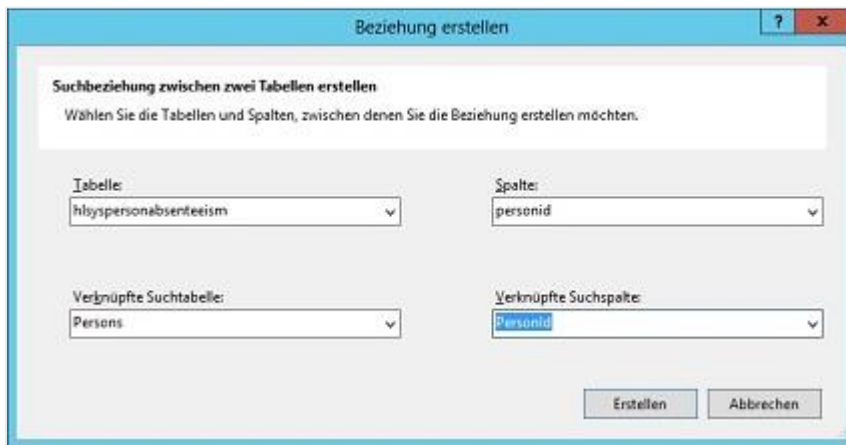 Beziehung erstellen
? x
Suchbeziehung zwischen zwei Tabellen erstellen
Wählen Sie die Tabellen und Spalten, zwischen denen Sie die Beziehung erstellen möchten.
Tabelle: Spalte:
hlsyspersonabsenteeism personid
Verknüpfte Suchtabelle: Verknüpfte Suchspalte:
Persons PersonId
Erstellen Abbrechen